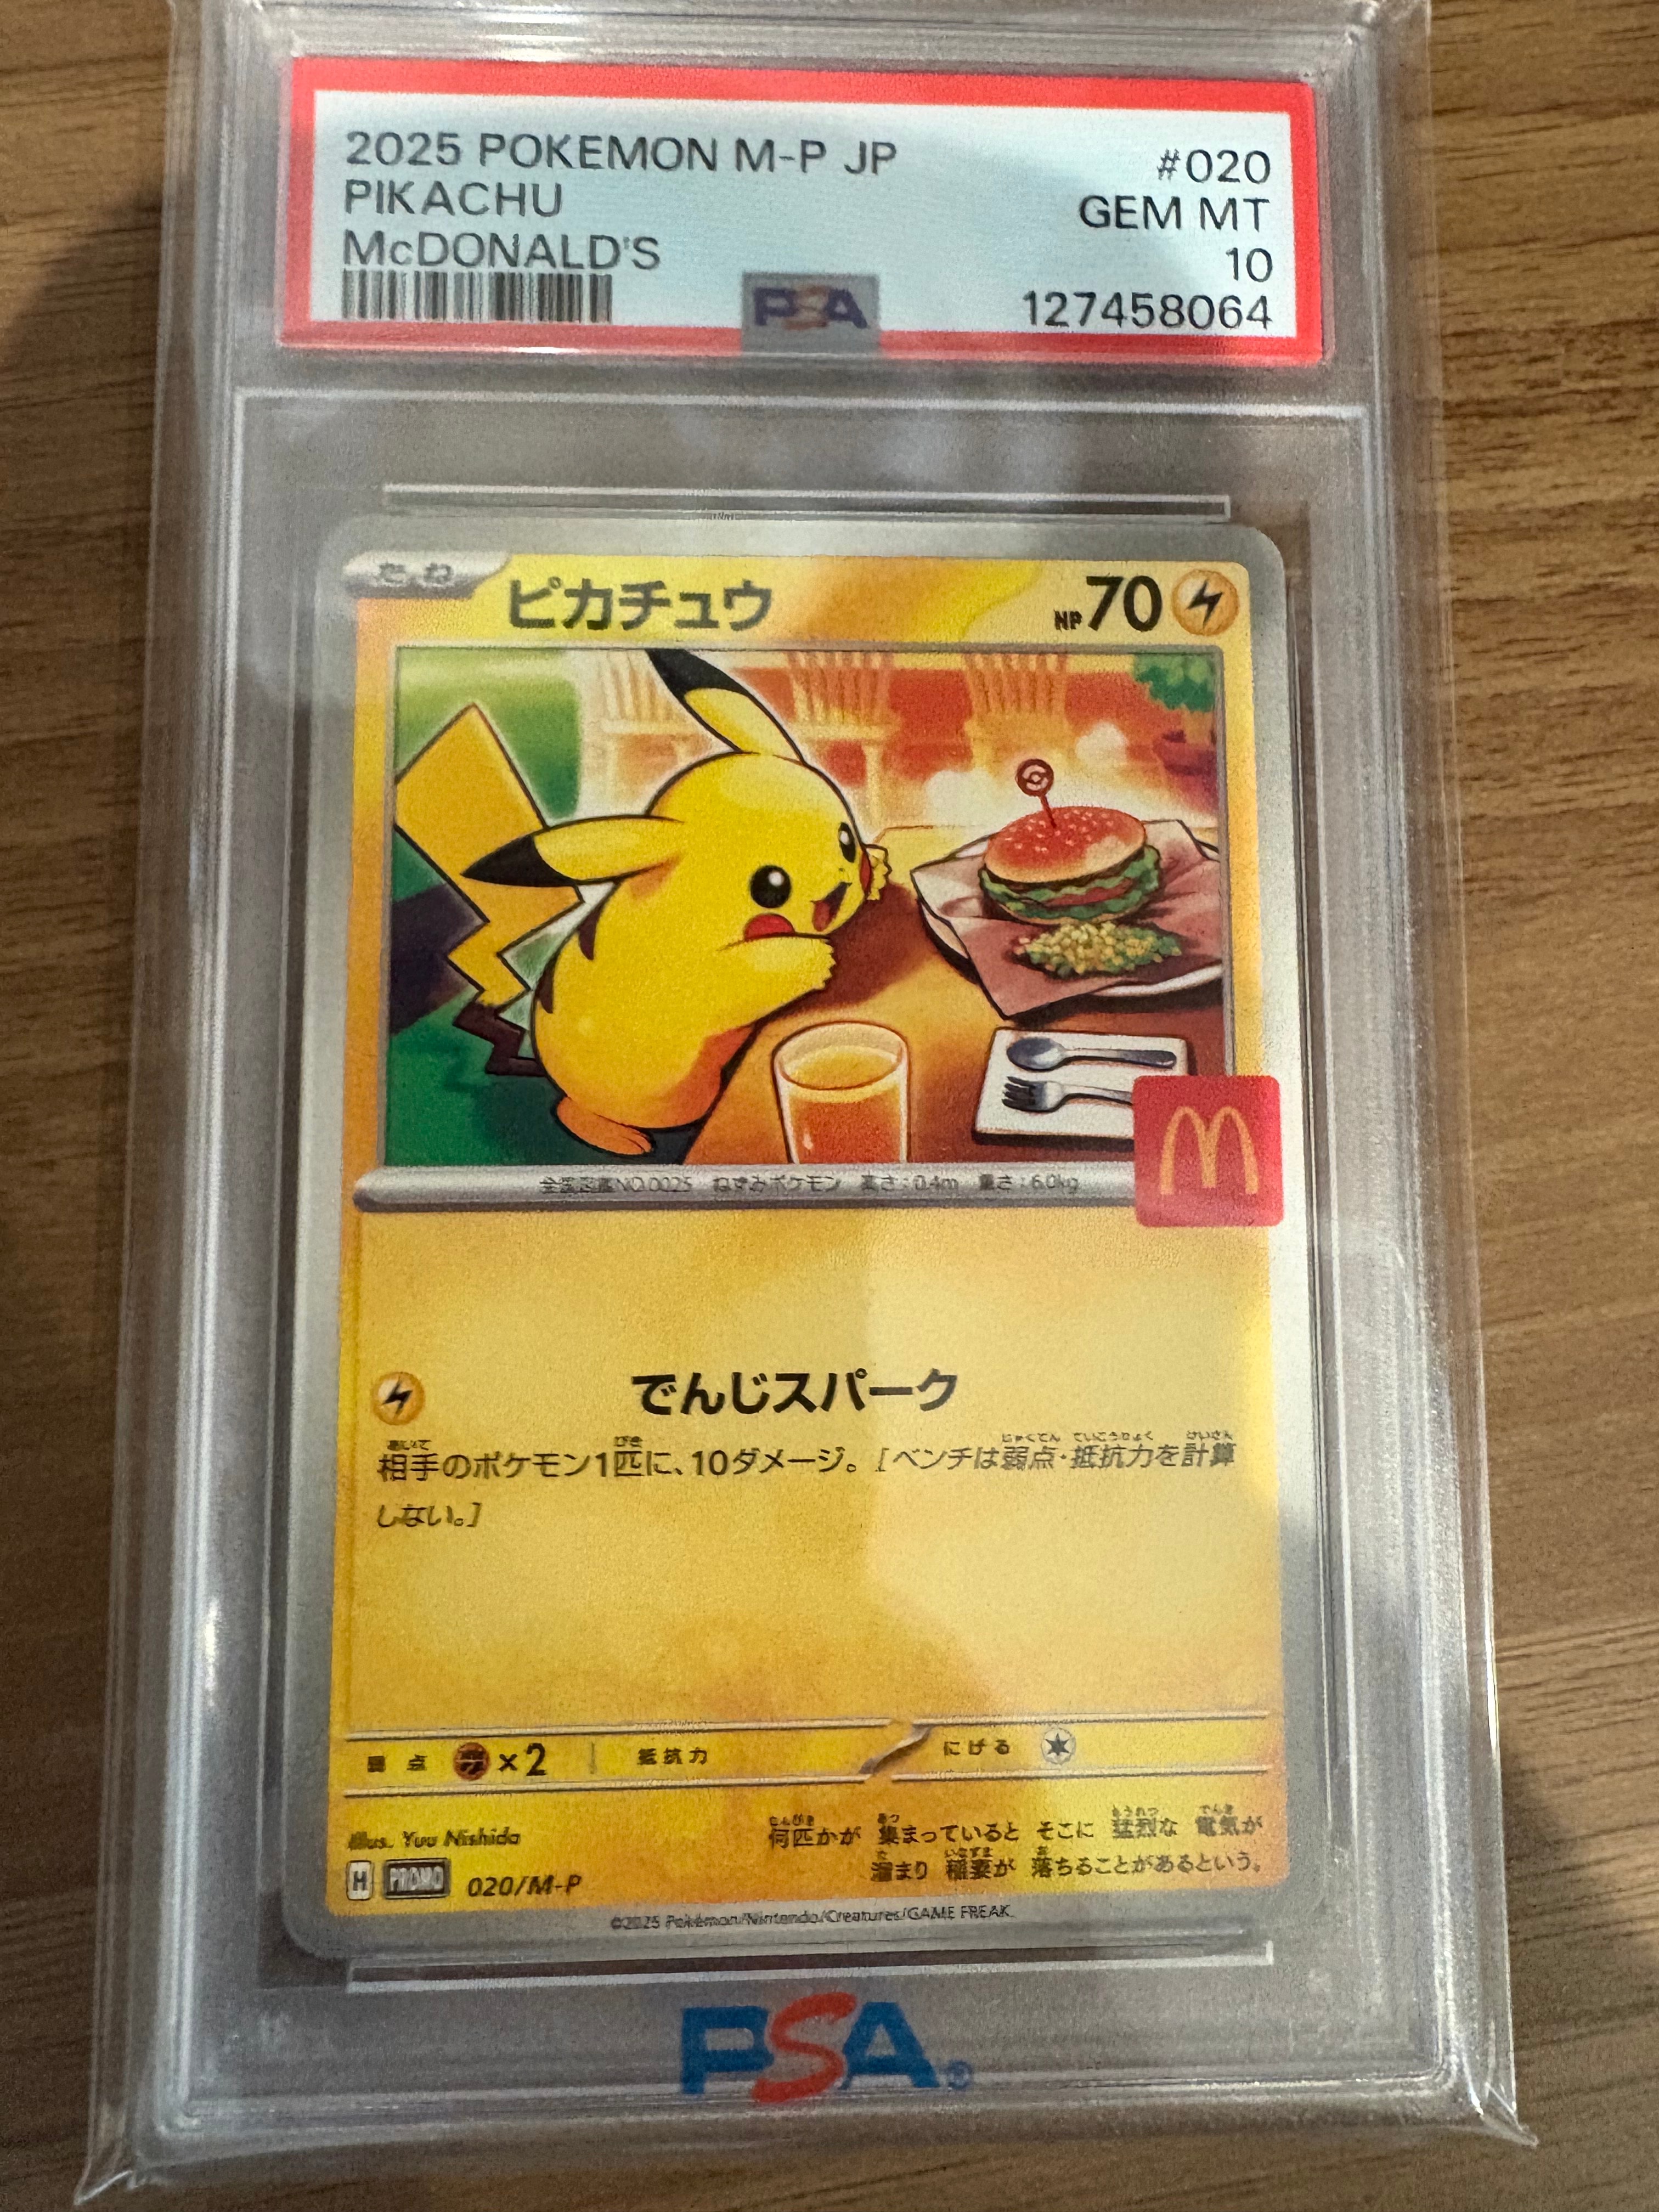 2025 POKEMON M-P JP #020
PIKACHU GEM MT
McDONALD'S 10
PSA 127458064
たね ピカチュウ HP 70
全国図鑑NO.0025 ねずみポケモン 高さ:0.4m 重さ:6.0kg
でんじスパーク
相手のポケモン1匹に、10ダメージ。[ベンチは弱点・抵抗力を計算
しない。]
弱点 ×2 抵抗力 にげる
Illus. Yuu Nishida
何匹かが 集まっていると そこに 猛烈な 電気が
溜まり 稲妻が 落ちることがあるという。
H PROMO 020/M-P
©2025 Pokémon/Nintendo/Creatures/GAME FREAK.
PSA®